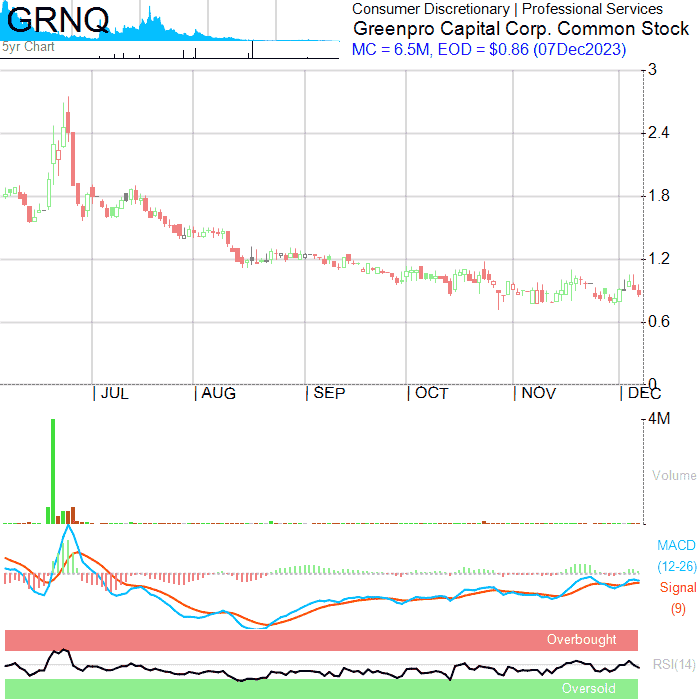 GRNQ
5yr Chart
Consumer Discretionary | Professional Services
Greenpro Capital Corp. Common Stock
MC = 6.5M, EOD = $0.86 (07Dec2023)
3
2.4
1.8
1.2
0.6
0
JUL
AUG
SEP
OCT
NOV
DEC
4M
Volume
MACD
(12-26)
Signal
(9)
Overbought
RSI(14)
Oversold